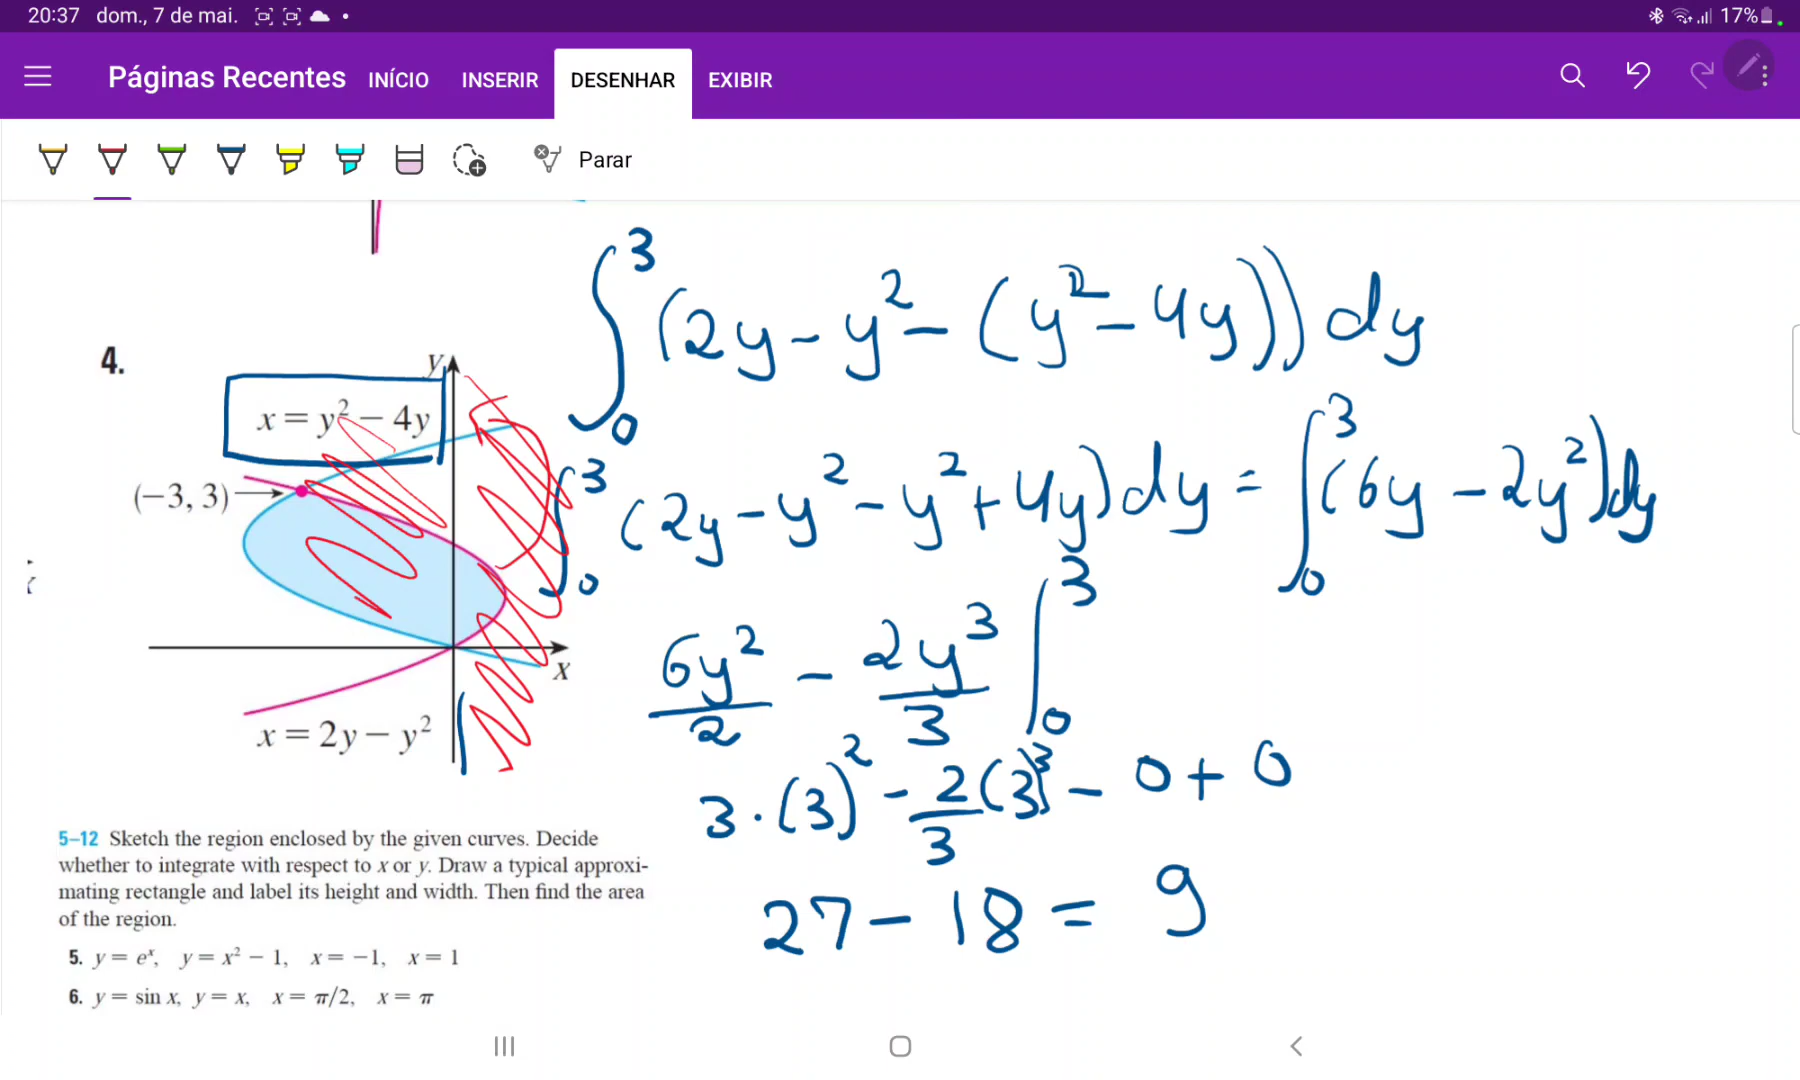 20:37 dom., 7 de mai. 17%
Páginas Recentes INÍCIO INSERIR DESENHAR EXIBIR
Parar
∫₀³ (2y - y² - (y² - 4y)) dy
4.
y
x = y² − 4y
(−3, 3)
x
x = 2y − y²
∫₀³ (2y - y² - y² + 4y) dy = ∫₀³ (6y - 2y²) dy
6y²/2 - 2y³/3 |₀³
3·(3)² - 2/3 (3)³ - 0 + 0
27 - 18 = 9
5–12 Sketch the region enclosed by the given curves. Decide
whether to integrate with respect to x or y. Draw a typical approxi-
mating rectangle and label its height and width. Then find the area
of the region.
5. y = eˣ, y = x² − 1, x = −1, x = 1
6. y = sin x, y = x, x = π/2, x = π